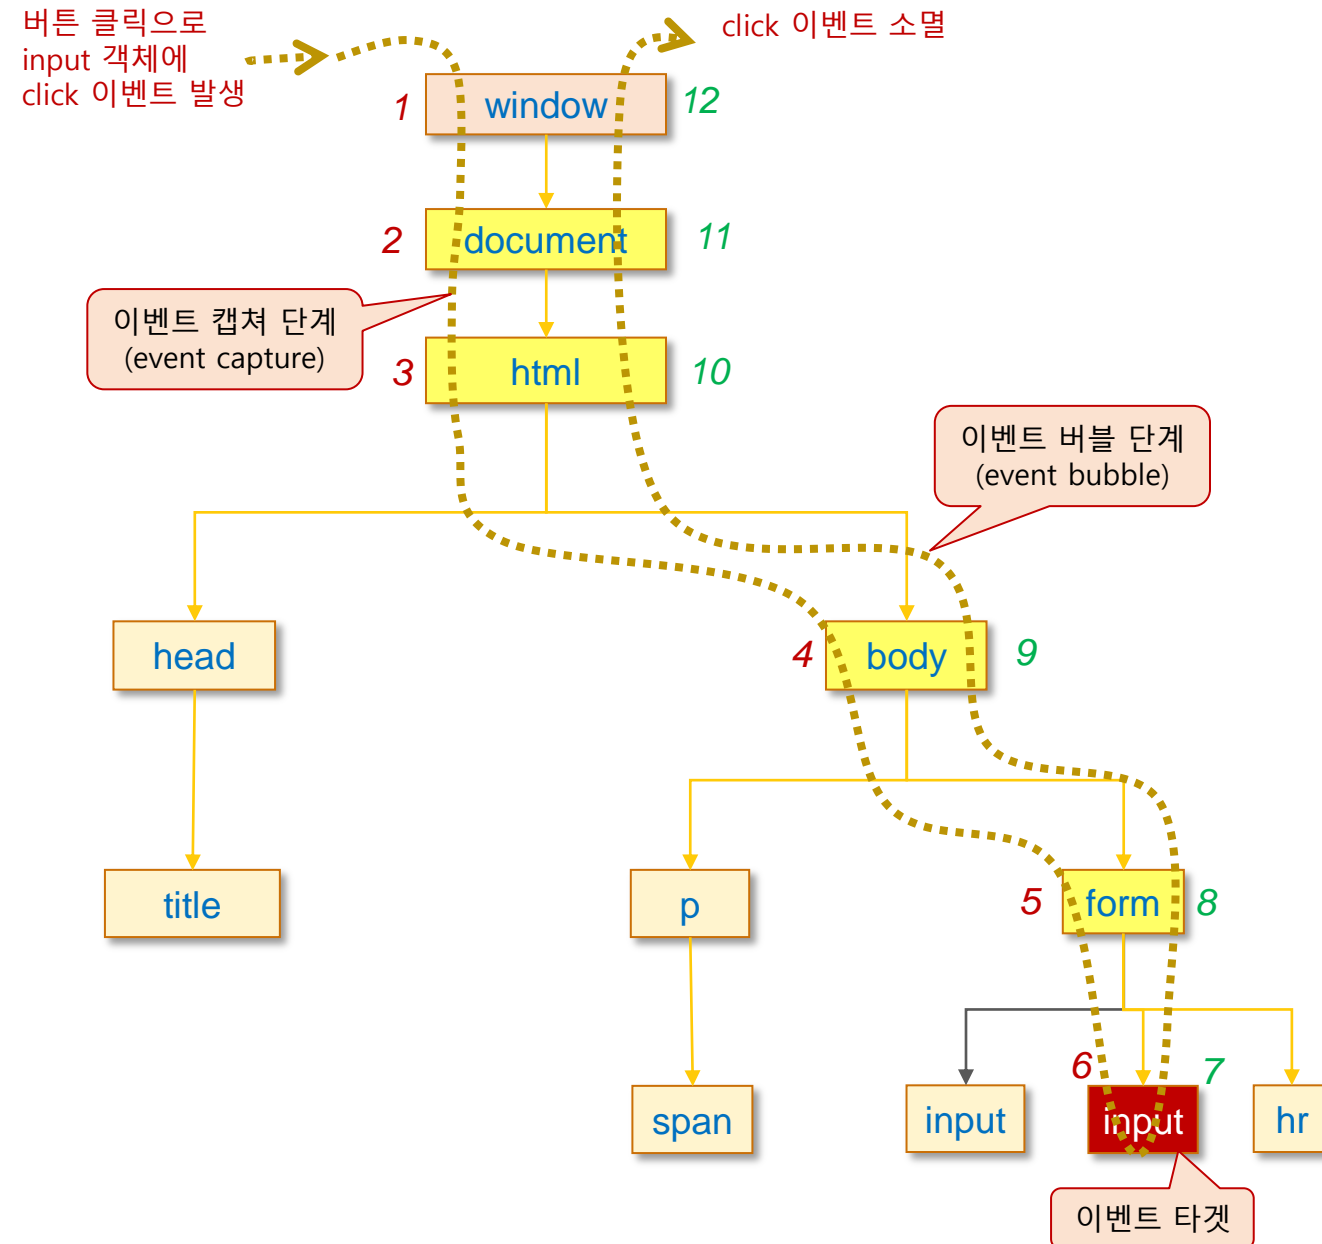 버튼 클릭으로
input 객체에
click 이벤트 발생
click 이벤트 소멸
1
window
12
2
document
11
이벤트 캡쳐 단계
(event capture)
3
html
10
이벤트 버블 단계
(event bubble)
head
4
body
9
title
p
5
form
8
6
7
span
input
input
hr
이벤트 타겟